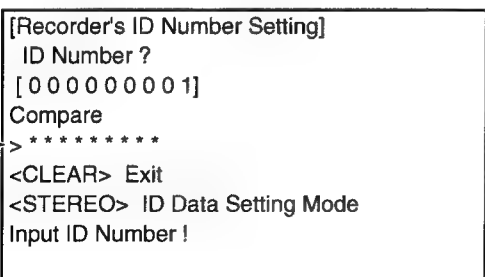 [Recorder's ID Number Setting]
ID Number ?
[ 0 0 0 0 0 0 0 0 1]
Compare
> * * * * * * * * *
<CLEAR> Exit
<STEREO> ID Data Setting Mode
Input ID Number !